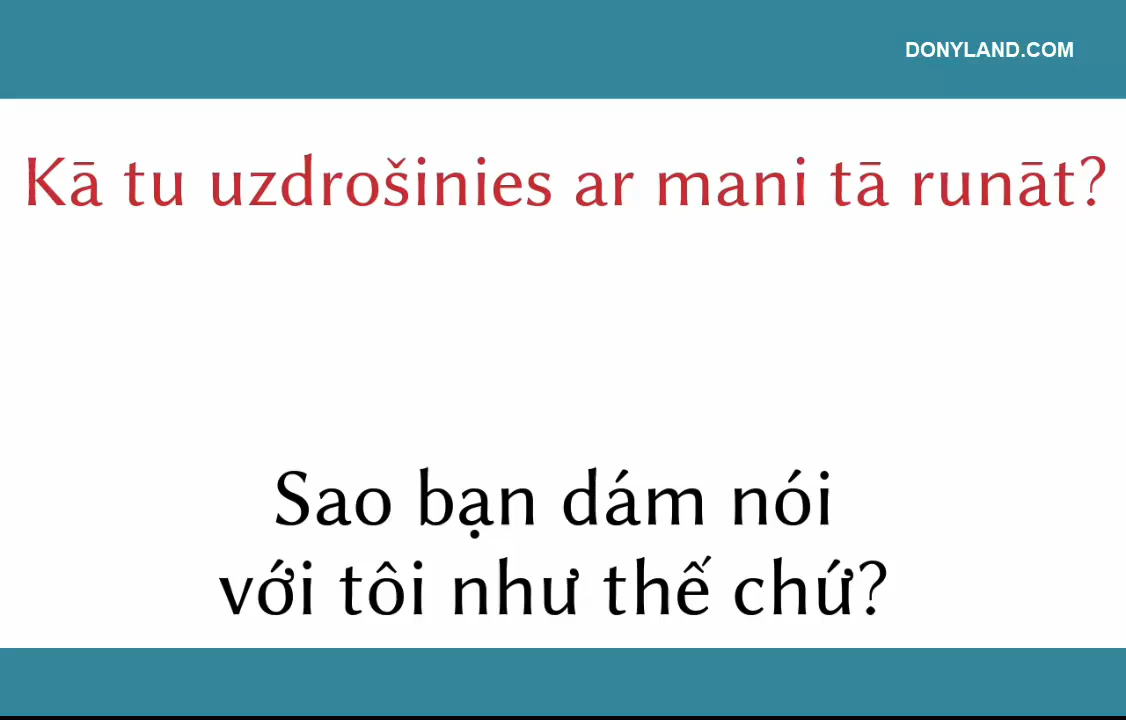 DONYLAND.COM
Kā tu uzdrošinies ar mani tā runāt?
Sao bạn dám nói
với tôi như thế chứ?